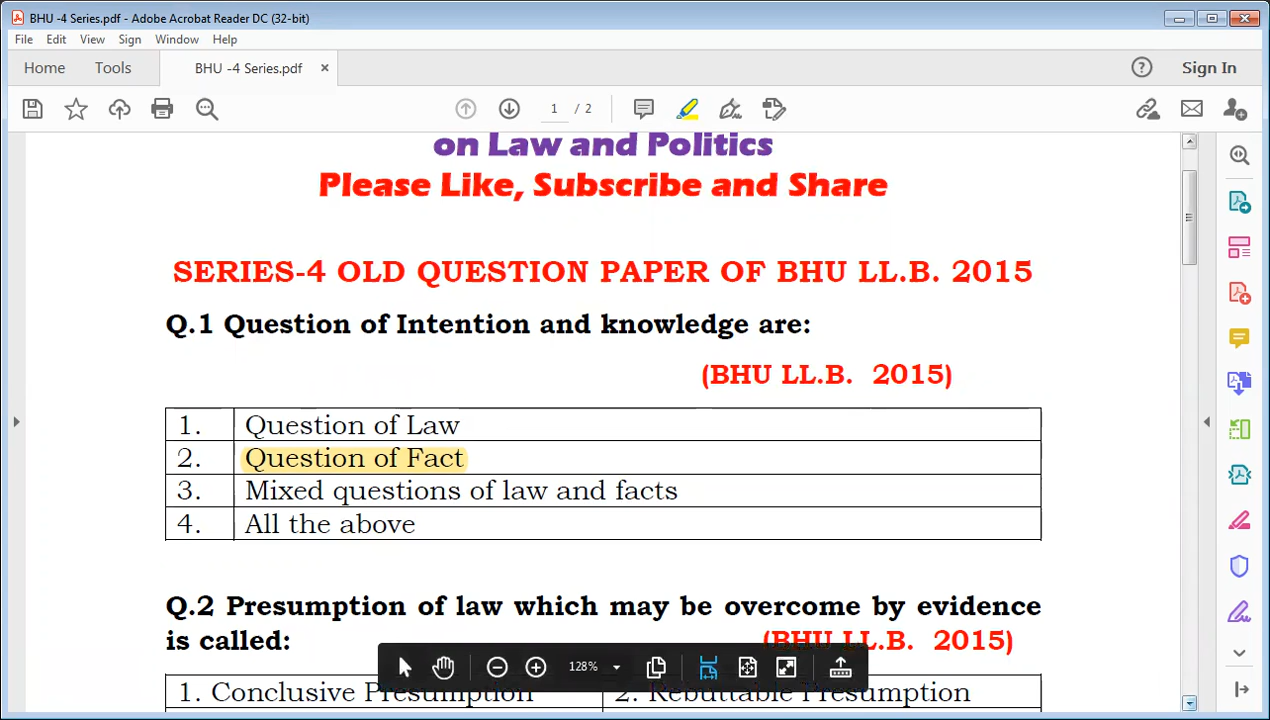 BHU -4 Series.pdf - Adobe Acrobat Reader DC (32-bit)
File Edit View Sign Window Help
Home Tools BHU -4 Series.pdf × Sign In
1 / 2
on Law and Politics
Please Like, Subscribe and Share
SERIES-4 OLD QUESTION PAPER OF BHU LL.B. 2015
Q.1 Question of Intention and knowledge are:
(BHU LL.B. 2015)
1. Question of Law
2. Question of Fact
3. Mixed questions of law and facts
4. All the above
Q.2 Presumption of law which may be overcome by evidence
is called: (BHU LL.B. 2015)
128%
1. Conclusive Presumption 2. Rebuttable Presumption